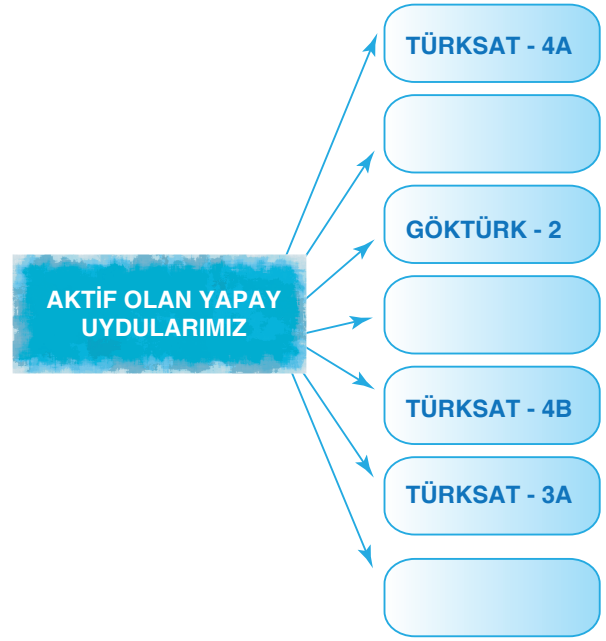 TÜRKSAT - 4A
GÖKTÜRK - 2
AKTİF OLAN YAPAY
UYDULARIMIZ
TÜRKSAT - 4B
TÜRKSAT - 3A